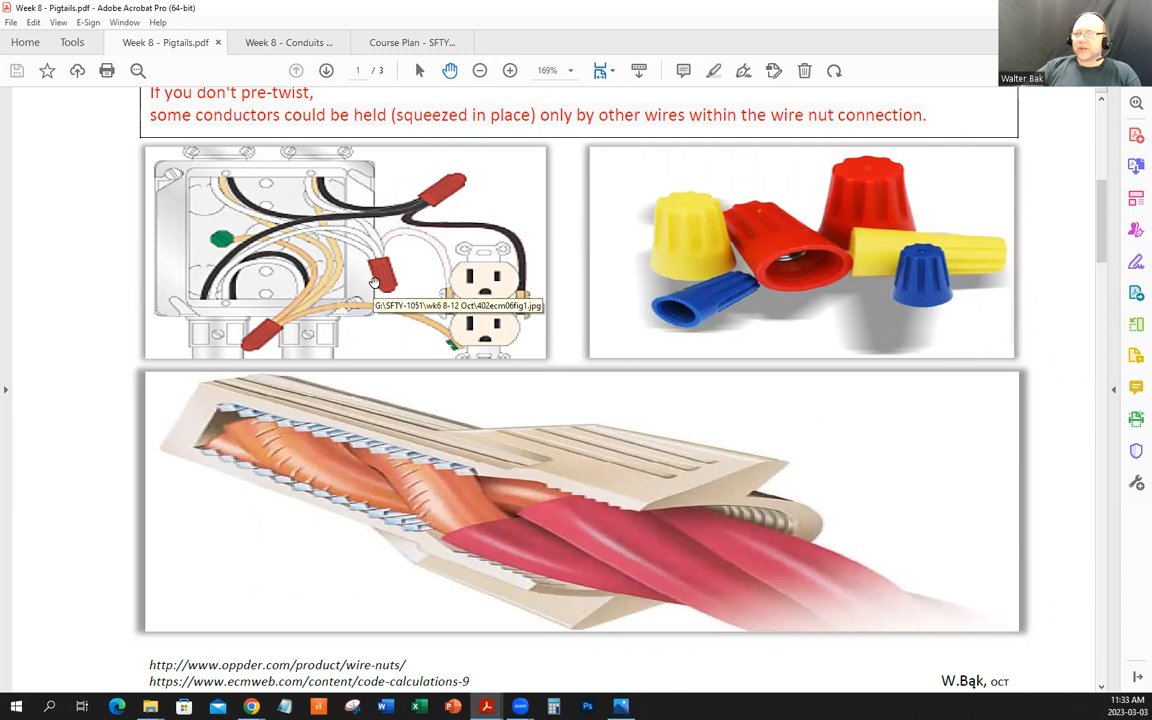 Week 8 - Pigtails.pdf - Adobe Acrobat Pro (64-bit)
File Edit View E-Sign Window Help
Home Tools Week 8 - Pigtails.pdf × Week 8 - Conduits ... Course Plan - SFTY...
1 / 3 169%
Walter Bak
If you don't pre-twist,
some conductors could be held (squeezed in place) only by other wires within the wire nut connection.
G:\SFTY-1051\wk6 8-12 Oct\402ecm06fig1.jpg
http://www.oppder.com/product/wire-nuts/
https://www.ecmweb.com/content/code-calculations-9
W.Bąk, OCT
11:33 AM
2023-03-03